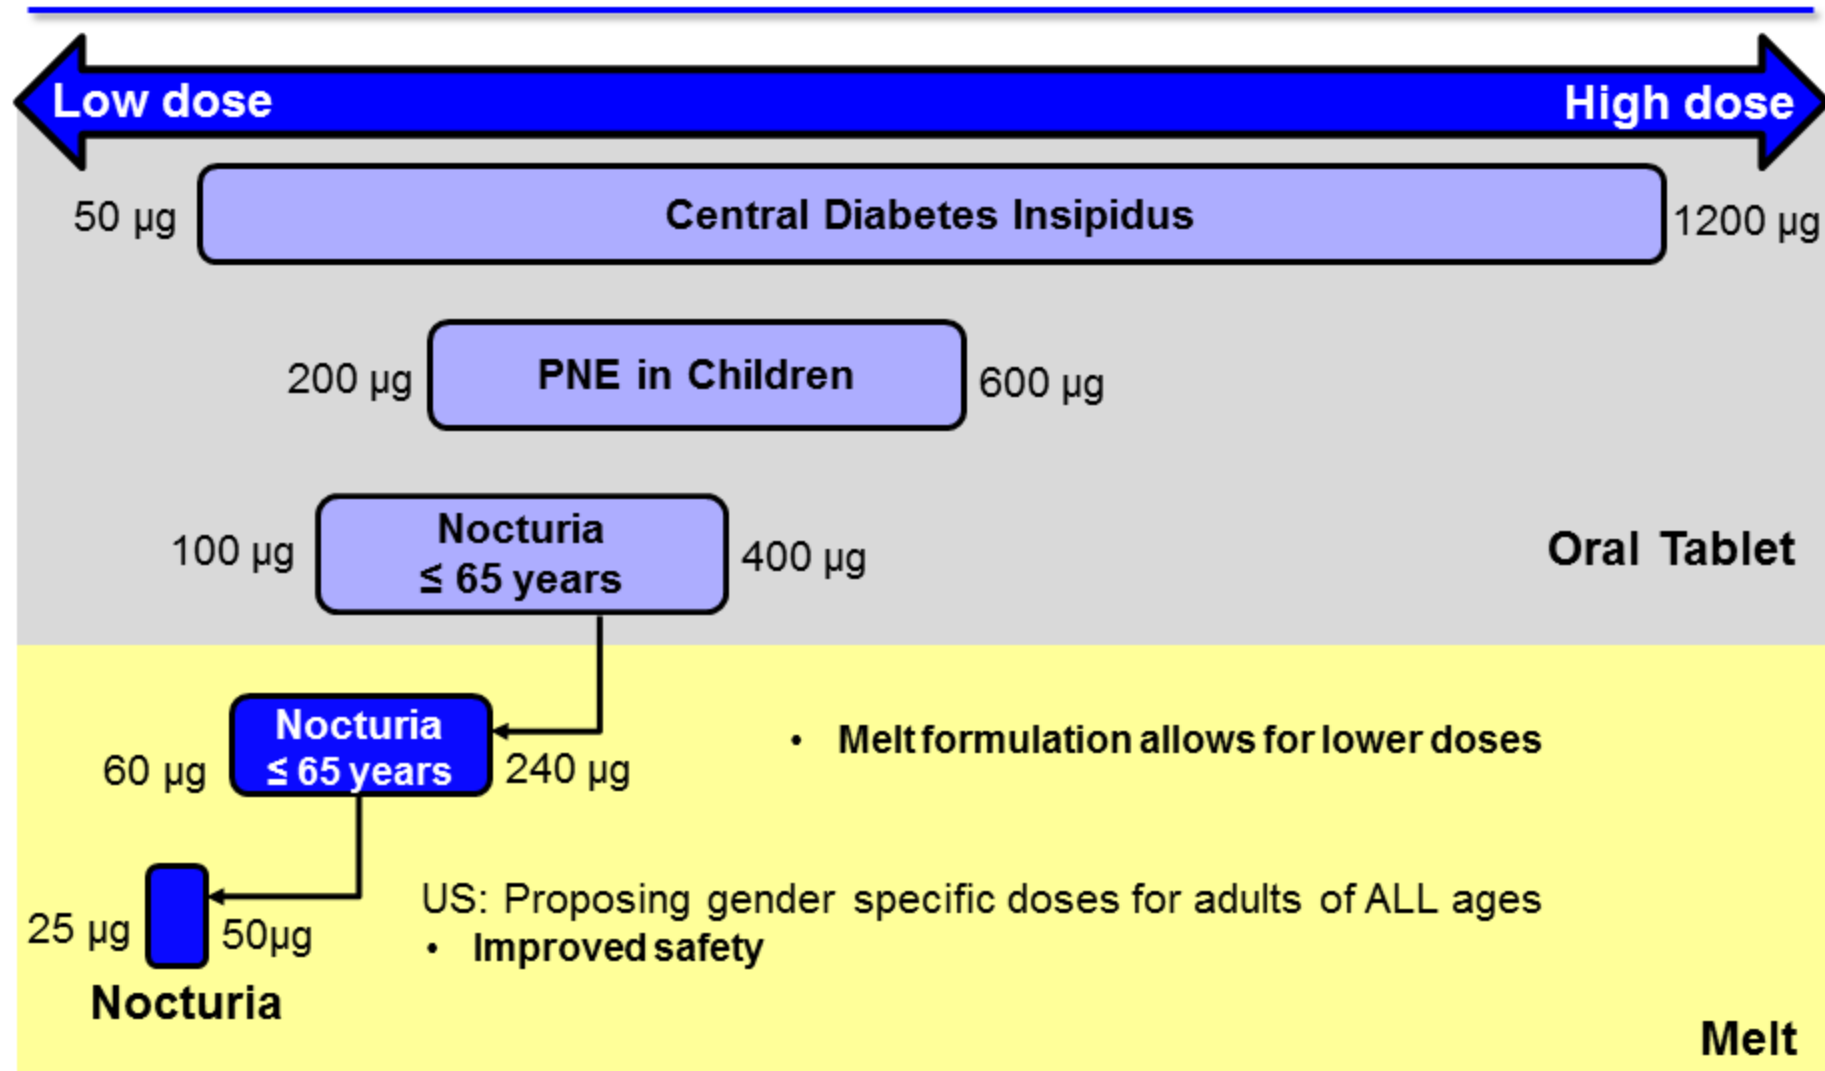 Low dose
High dose
50 µg
Central Diabetes Insipidus
1200 µg
200 µg
PNE in Children
600 µg
100 µg
Nocturia
≤ 65 years
400 µg
Oral Tablet
60 µg
Nocturia
≤ 65 years
240 µg
• Melt formulation allows for lower doses
25 µg
50µg
Nocturia
US: Proposing gender specific doses for adults of ALL ages
• Improved safety
Melt